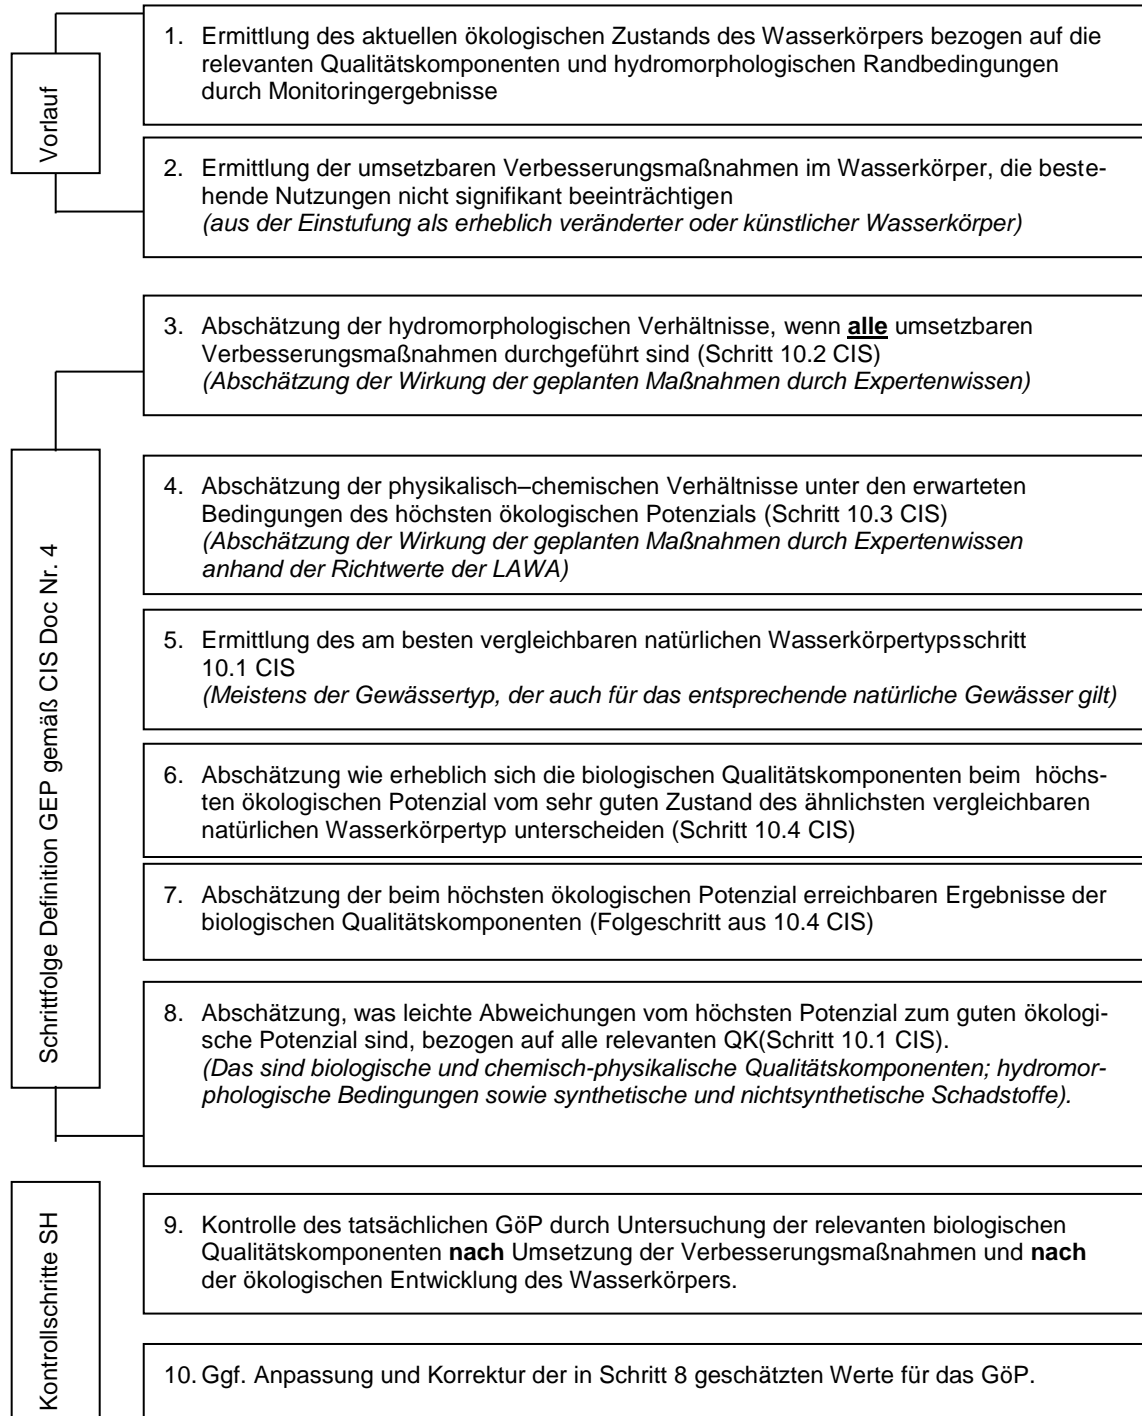 Vorlauf
1. Ermittlung des aktuellen ökologischen Zustands des Wasserkörpers bezogen auf die
relevanten Qualitätskomponenten und hydromorphologischen Randbedingungen
durch Monitoringergebnisse
2. Ermittlung der umsetzbaren Verbesserungsmaßnahmen im Wasserkörper, die beste-
hende Nutzungen nicht signifikant beeinträchtigen
(aus der Einstufung als erheblich veränderter oder künstlicher Wasserkörper)
Schrittfolge Definition GEP gemäß CIS Doc Nr. 4
3. Abschätzung der hydromorphologischen Verhältnisse, wenn alle umsetzbaren
Verbesserungsmaßnahmen durchgeführt sind (Schritt 10.2 CIS)
(Abschätzung der Wirkung der geplanten Maßnahmen durch Expertenwissen)
4. Abschätzung der physikalisch–chemischen Verhältnisse unter den erwarteten
Bedingungen des höchsten ökologischen Potenzials (Schritt 10.3 CIS)
(Abschätzung der Wirkung der geplanten Maßnahmen durch Expertenwissen
anhand der Richtwerte der LAWA)
5. Ermittlung des am besten vergleichbaren natürlichen Wasserkörpertypsschritt
10.1 CIS
(Meistens der Gewässertyp, der auch für das entsprechende natürliche Gewässer gilt)
6. Abschätzung wie erheblich sich die biologischen Qualitätskomponenten beim höchs-
ten ökologischen Potenzial vom sehr guten Zustand des ähnlichsten vergleichbaren
natürlichen Wasserkörpertyp unterscheiden (Schritt 10.4 CIS)
7. Abschätzung der beim höchsten ökologischen Potenzial erreichbaren Ergebnisse der
biologischen Qualitätskomponenten (Folgeschritt aus 10.4 CIS)
8. Abschätzung, was leichte Abweichungen vom höchsten Potenzial zum guten ökologi-
sche Potenzial sind, bezogen auf alle relevanten QK(Schritt 10.1 CIS).
(Das sind biologische und chemisch-physikalische Qualitätskomponenten; hydromor-
phologische Bedingungen sowie synthetische und nichtsynthetische Schadstoffe).
Kontrollschritte SH
9. Kontrolle des tatsächlichen GöP durch Untersuchung der relevanten biologischen
Qualitätskomponenten nach Umsetzung der Verbesserungsmaßnahmen und nach
der ökologischen Entwicklung des Wasserkörpers.
10. Ggf. Anpassung und Korrektur der in Schritt 8 geschätzten Werte für das GöP.